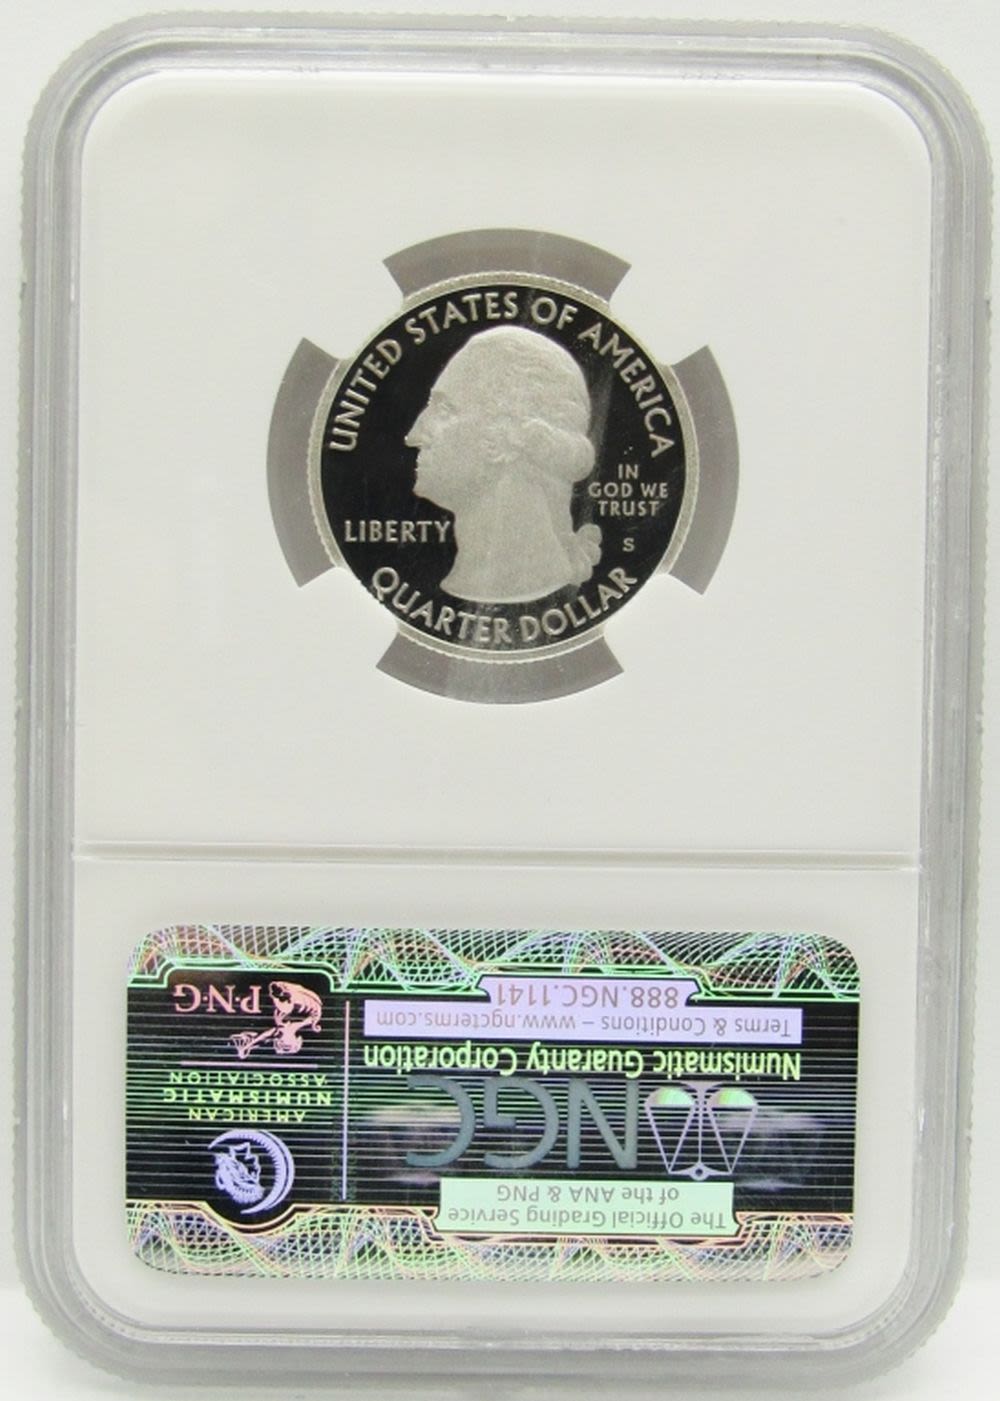 UNITED STATES OF AMERICA
IN
GOD WE
TRUST
LIBERTY
S
QUARTER DOLLAR
The Official Grading Service
of the ANA & PNG
NGC
Numismatic Guaranty Corporation
Terms & Conditions – www.ngcterms.com
888.NGC.1141
AMERICAN
NUMISMATIC
ASSOCIATION
P·N·G